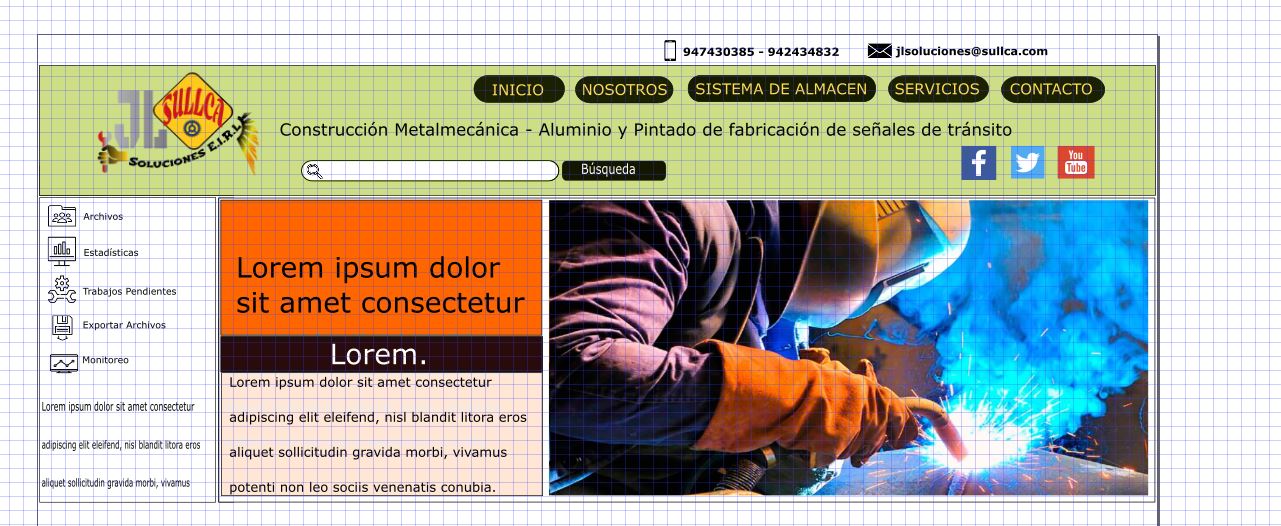 947430385 - 942434832
jlsoluciones@sullca.com
INICIO
NOSOTROS
SISTEMA DE ALMACEN
SERVICIOS
CONTACTO
JL
SULLCA
SOLUCIONES E.I.R.L
Construcción Metalmecánica - Aluminio y Pintado de fabricación de señales de tránsito
Búsqueda
f
You
Tube
Archivos
Estadísticas
Trabajos Pendientes
Exportar Archivos
Monitoreo
Lorem ipsum dolor sit amet consectetur
adipiscing elit eleifend, nisl blandit litora eros
aliquet sollicitudin gravida morbi, vivamus
Lorem ipsum dolor
sit amet consectetur
Lorem.
Lorem ipsum dolor sit amet consectetur
adipiscing elit eleifend, nisl blandit litora eros
aliquet sollicitudin gravida morbi, vivamus
potenti non leo sociis venenatis conubia.